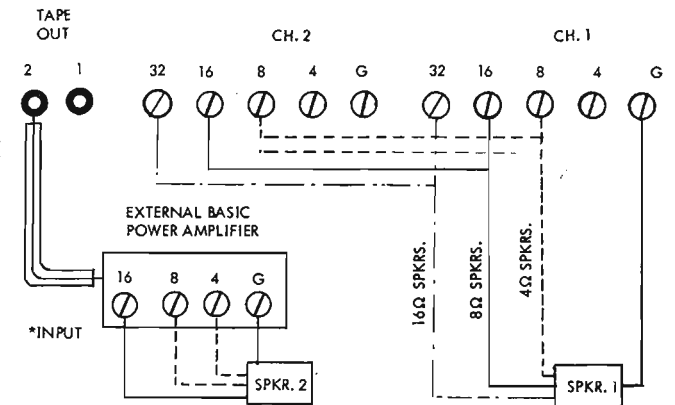 TAPE
OUT
CH. 2
CH. 1
2 1 32 16 8 4 G 32 16 8 4 G
EXTERNAL BASIC
POWER AMPLIFIER
16 8 4 G
*INPUT
SPKR. 2
16Ω SPKRS.
8Ω SPKRS.
4Ω SPKRS.
SPKR. 1